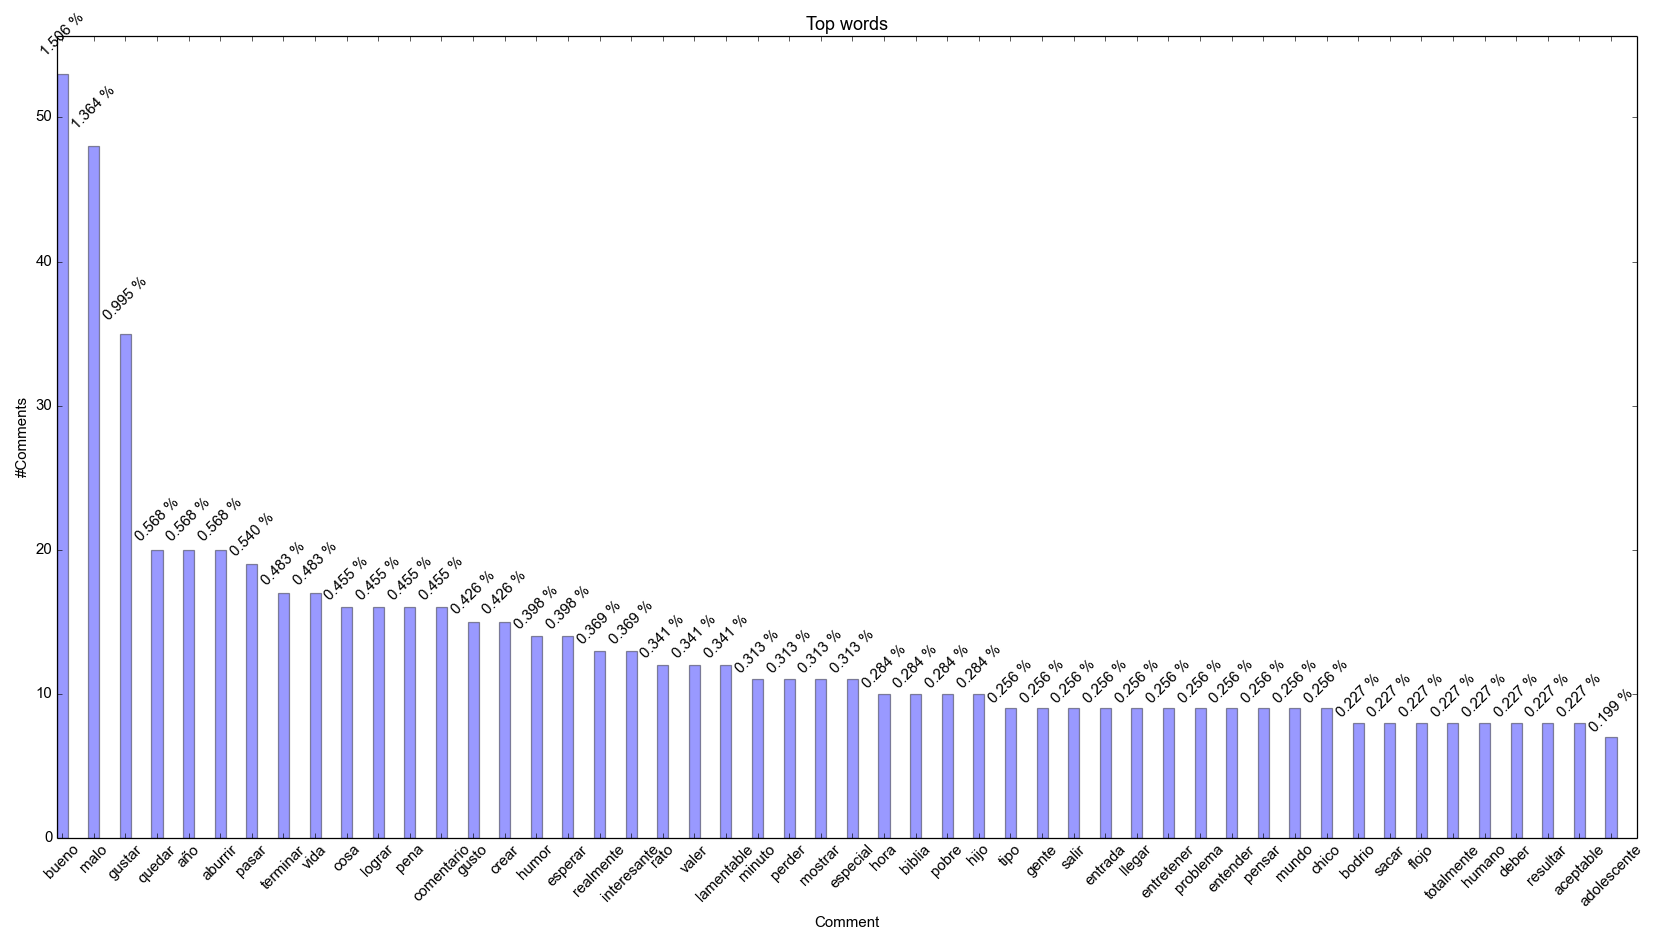 Top words
1.506 %
1.364 %
0.995 %
0.568 %
0.568 %
0.568 %
0.540 %
0.483 %
0.483 %
0.455 %
0.455 %
0.455 %
0.455 %
0.426 %
0.426 %
0.398 %
0.398 %
0.369 %
0.369 %
0.341 %
0.341 %
0.341 %
0.313 %
0.313 %
0.313 %
0.313 %
0.284 %
0.284 %
0.284 %
0.284 %
0.256 %
0.256 %
0.256 %
0.256 %
0.256 %
0.256 %
0.256 %
0.256 %
0.256 %
0.256 %
0.256 %
0.227 %
0.227 %
0.227 %
0.227 %
0.227 %
0.227 %
0.227 %
0.227 %
0.199 %
50
40
30
20
10
0
#Comments
bueno
malo
gustar
quedar
año
aburrir
pasar
terminar
vida
cosa
lograr
pena
comentario
gusto
crear
humor
esperar
realmente
interesante
rato
valer
lamentable
minuto
perder
mostrar
especial
hora
biblia
pobre
hijo
tipo
gente
salir
entrada
llegar
entretener
problema
entender
pensar
mundo
chico
bodrio
sacar
flojo
totalmente
humano
deber
resultar
aceptable
adolescente
Comment